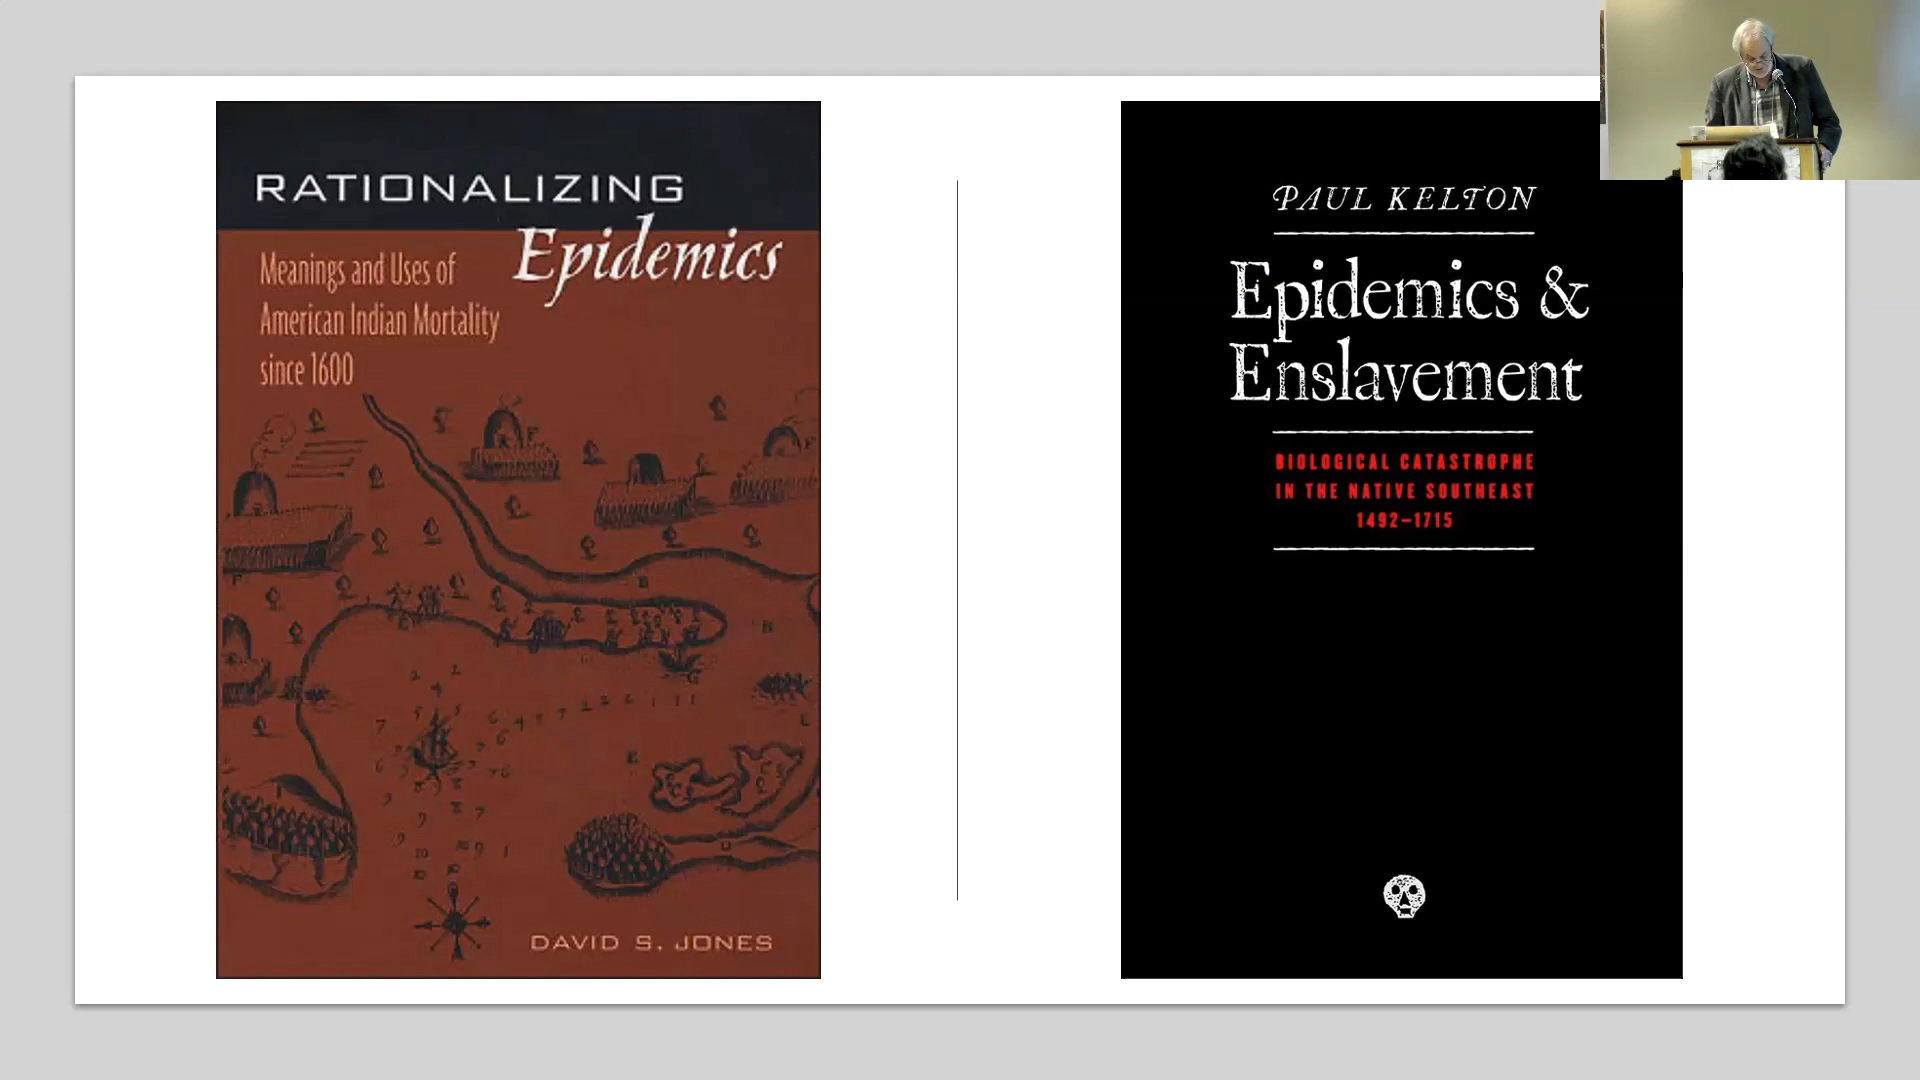 RATIONALIZING
Epidemics
Meanings and Uses of
American Indian Mortality
since 1600
DAVID S. JONES
PAUL KELTON
Epidemics &
Enslavement
BIOLOGICAL CATASTROPHE
IN THE NATIVE SOUTHEAST
1492–1715